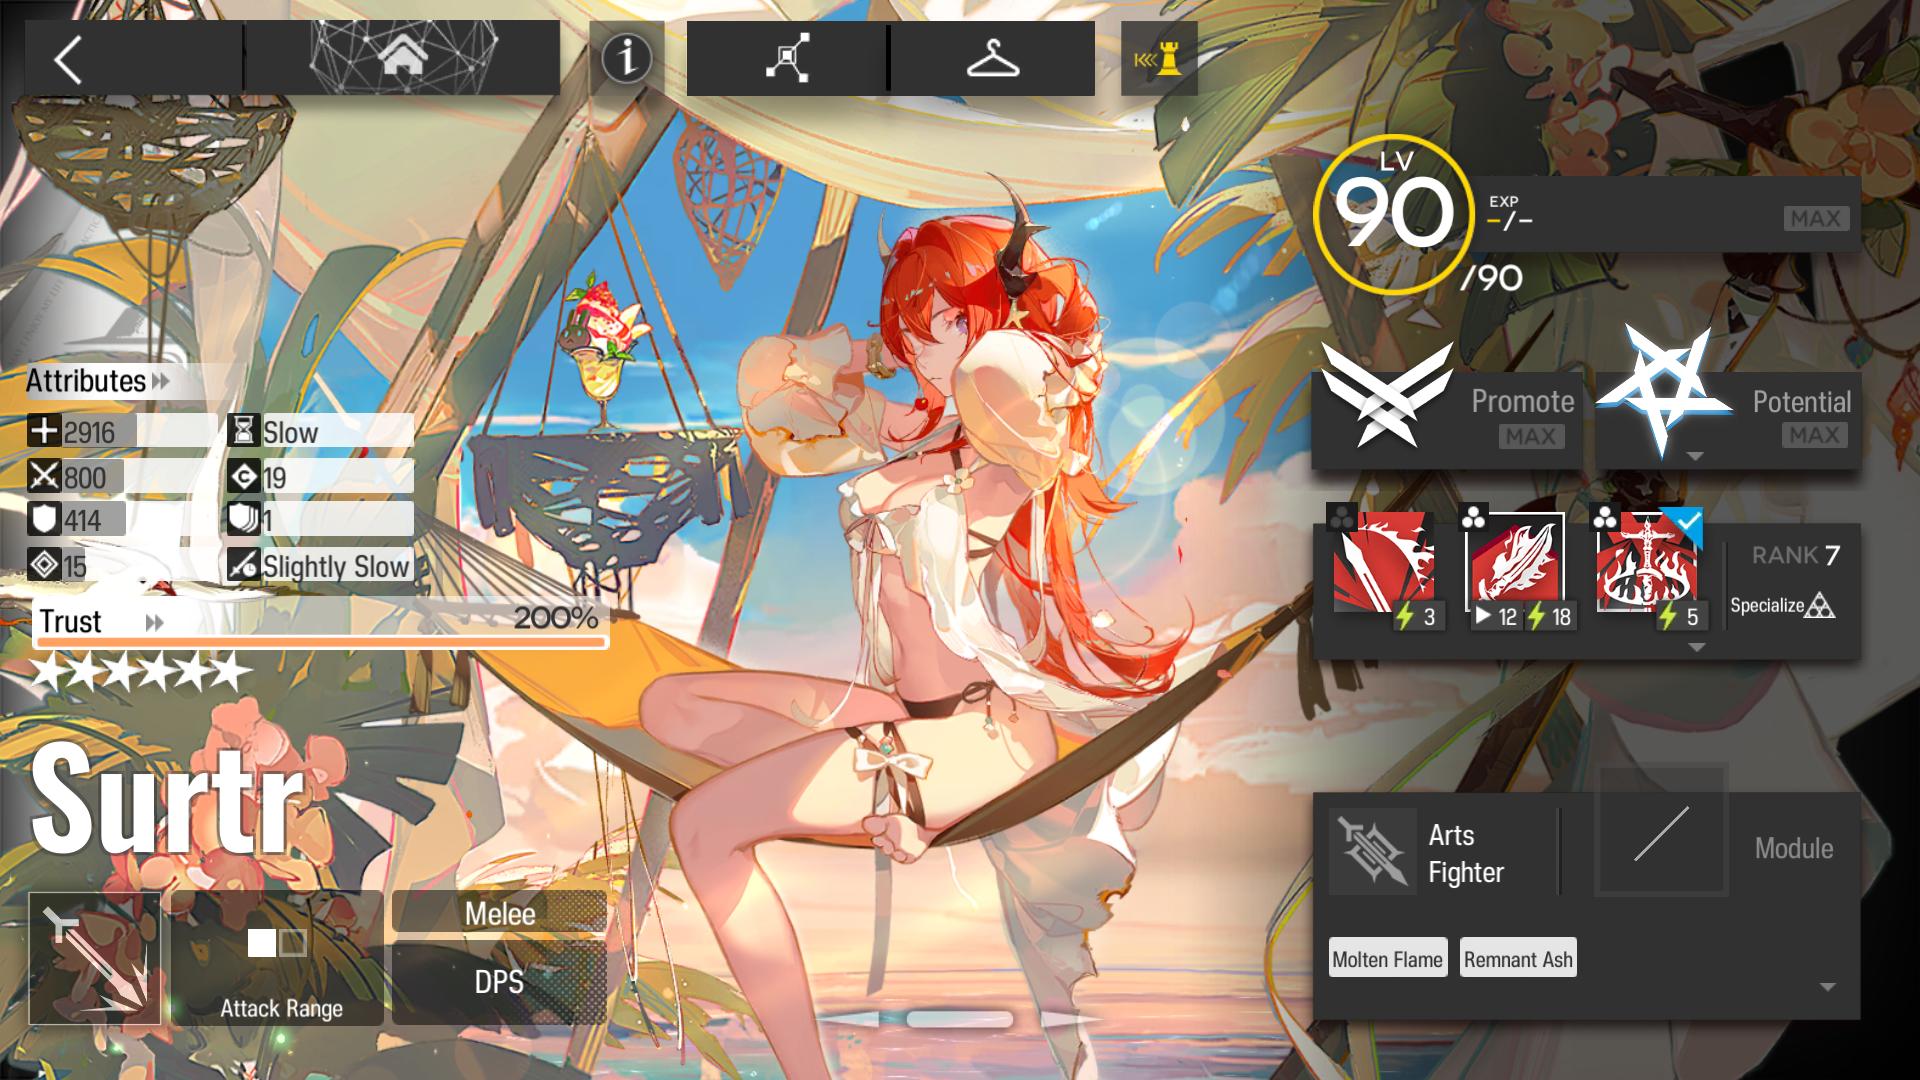 LV
90
/90
EXP
-/-
MAX
Attributes
2916
Slow
800
19
414
1
15
Slightly Slow
Trust
200%
Promote
MAX
Potential
MAX
3
12
18
5
RANK 7
Specialize
Surtr
Melee
DPS
Attack Range
Arts
Fighter
Module
Molten Flame
Remnant Ash